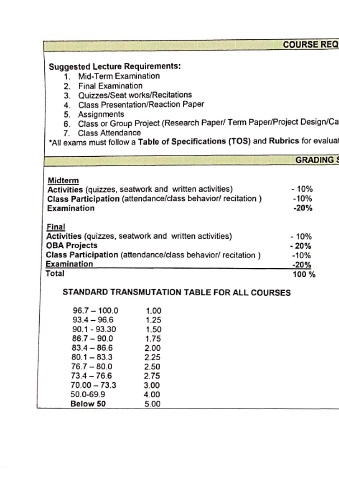 COURSE REQ
Suggested Lecture Requirements:
1. Mid-Term Examination
2. Final Examination
3. Quizzes/Seat works/Recitations
4. Class Presentation/Reaction Paper
5. Assignments
6. Class or Group Project (Research Paper/ Term Paper/Project Design/Ca
7. Class Attendance
*All exams must follow a Table of Specifications (TOS) and Rubrics for evaluat
GRADING S
Midterm
Activities (quizzes, seatwork and written activities) - 10%
Class Participation (attendance/class behavior/ recitation ) -10%
Examination -20%
Final
Activities (quizzes, seatwork and written activities) - 10%
OBA Projects - 20%
Class Participation (attendance/class behavior/ recitation ) -10%
Examination -20%
Total 100 %
STANDARD TRANSMUTATION TABLE FOR ALL COURSES
96.7 – 100.0 1.00
93.4 – 96.6 1.25
90.1 - 93.30 1.50
86.7 – 90.0 1.75
83.4 – 86.6 2.00
80.1 – 83.3 2.25
76.7 – 80.0 2.50
73.4 – 76.6 2.75
70.00 – 73.3 3.00
50.0-69.9 4.00
Below 50 5.00